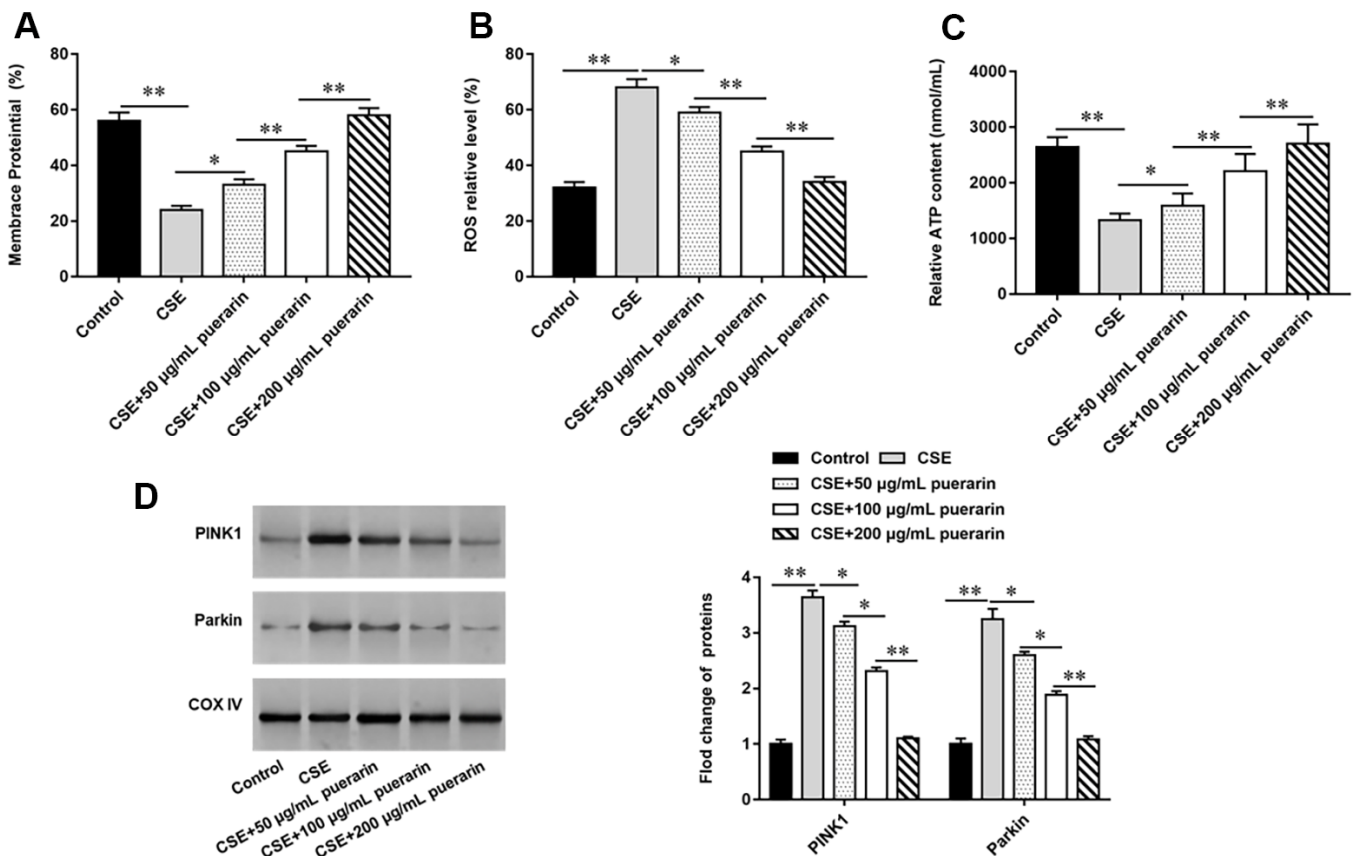 A
Membrace Proteintial (%)
80
60
40
20
0
**
*
**
**
Control
CSE
CSE+50 µg/mL puerarin
CSE+100 µg/mL puerarin
CSE+200 µg/mL puerarin
B
ROS relative level (%)
80
60
40
20
0
**
*
**
**
Control
CSE
CSE+50 µg/mL puerarin
CSE+100 µg/mL puerarin
CSE+200 µg/mL puerarin
C
Relative ATP content (nmol/mL)
4000
3000
2000
1000
0
**
*
**
**
Control
CSE
CSE+50 µg/mL puerarin
CSE+100 µg/mL puerarin
CSE+200 µg/mL puerarin
D
PINK1
Parkin
COX IV
Control
CSE
CSE+50 µg/mL puerarin
CSE+100 µg/mL puerarin
CSE+200 µg/mL puerarin
Control CSE
CSE+50 µg/mL puerarin
CSE+100 µg/mL puerarin
CSE+200 µg/mL puerarin
Flod change of proteins
4
3
2
1
0
**
*
*
**
**
*
*
**
PINK1
Parkin